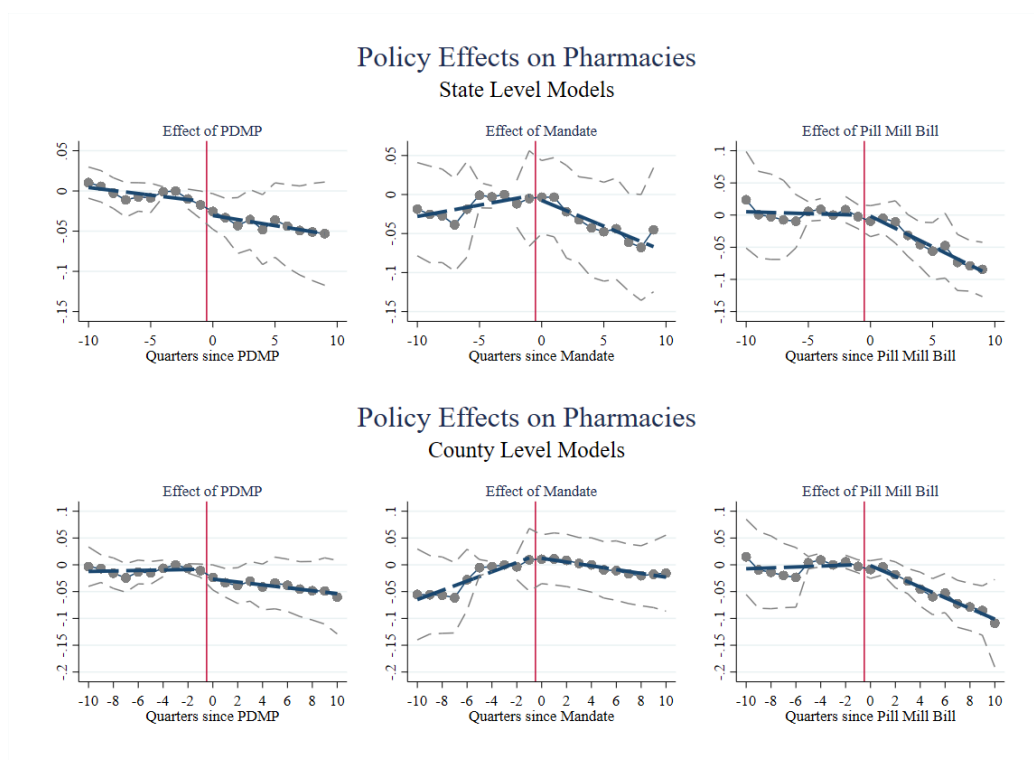 Policy Effects on Pharmacies
State Level Models
Effect of PDMP
.05
0
-.05
-.1
-.15
-10 -5 0 5 10
Quarters since PDMP
Effect of Mandate
.05
0
-.05
-.1
-.15
-10 -5 0 5 10
Quarters since Mandate
Effect of Pill Mill Bill
.1
.05
0
-.05
-.1
-.15
-10 -5 0 5 10
Quarters since Pill Mill Bill
Policy Effects on Pharmacies
County Level Models
Effect of PDMP
.1
.05
0
-.05
-.1
-.15
-.2
-10 -8 -6 -4 -2 0 2 4 6 8 10
Quarters since PDMP
Effect of Mandate
.1
.05
0
-.05
-.1
-.15
-.2
-10 -8 -6 -4 -2 0 2 4 6 8 10
Quarters since Mandate
Effect of Pill Mill Bill
.1
.05
0
-.05
-.1
-.15
-.2
-10 -8 -6 -4 -2 0 2 4 6 8 10
Quarters since Pill Mill Bill